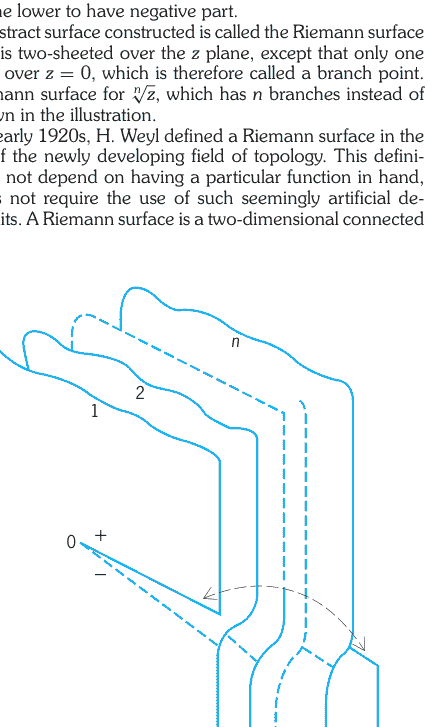 ne lower to have negative part.
stract surface constructed is called the Riemann surface
is two-sheeted over the z plane, except that only one
over z = 0, which is therefore called a branch point.
mann surface for ⁿ√z, which has n branches instead of
vn in the illustration.
early 1920s, H. Weyl defined a Riemann surface in the
f the newly developing field of topology. This defini-
not depend on having a particular function in hand,
s not require the use of such seemingly artificial de-
its. A Riemann surface is a two-dimensional connected
n
2
1
0 +
−